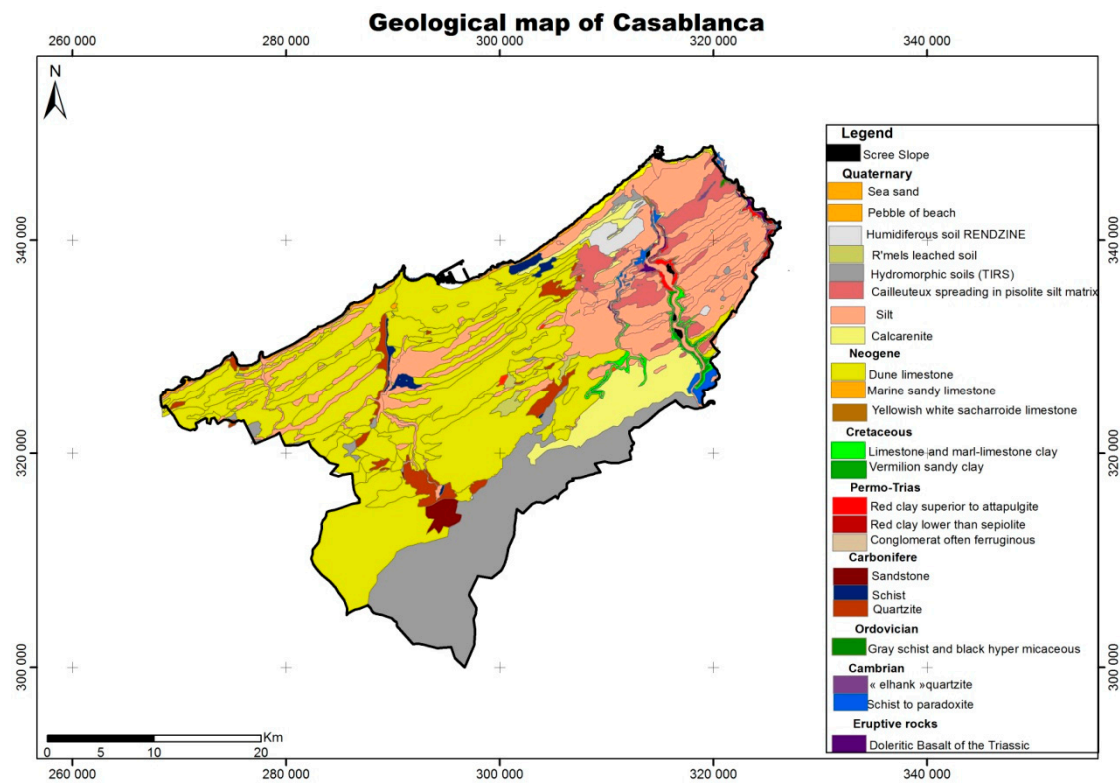 Geological map of Casablanca
260 000 280 000 300 000 320 000 340 000
N
340 000
320 000
300 000
340 000
320 000
300 000
Legend
Scree Slope
Quaternary
Sea sand
Pebble of beach
Humidiferous soil RENDZINE
R'mels leached soil
Hydromorphic soils (TIRS)
Cailleuteux spreading in pisolite silt matrix
Silt
Calcarenite
Neogene
Dune limestone
Marine sandy limestone
Yellowish white sacharroide limestone
Cretaceous
Limestone and marl-limestone clay
Vermilion sandy clay
Permo-Trias
Red clay superior to attapulgite
Red clay lower than sepiolite
Conglomerat often ferruginous
Carbonifere
Sandstone
Schist
Quartzite
Ordovician
Gray schist and black hyper micaceous
Cambrian
« elhank »quartzite
Schist to paradoxite
Eruptive rocks
Doleritic Basalt of the Triassic
Km
0 5 10 20
260 000 280 000 300 000 320 000 340 000